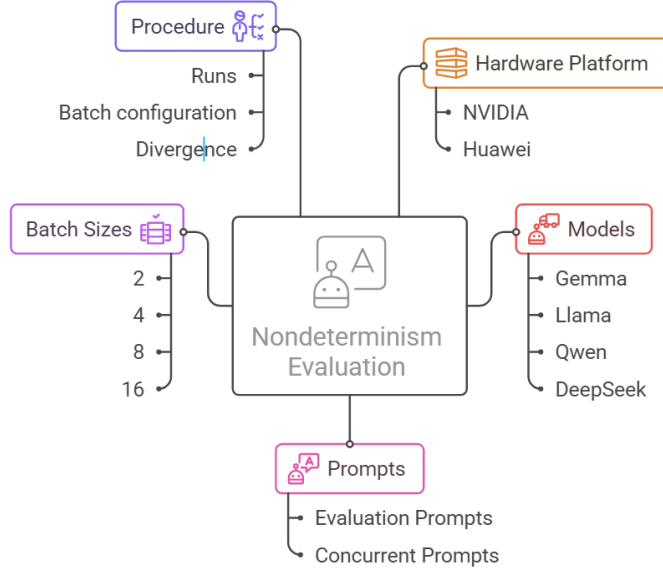 Procedure
Runs
Batch configuration
Divergence
Hardware Platform
NVIDIA
Huawei
Batch Sizes
2
4
8
16
A
Nondeterminism
Evaluation
Models
Gemma
Llama
Qwen
DeepSeek
A
Prompts
Evaluation Prompts
Concurrent Prompts